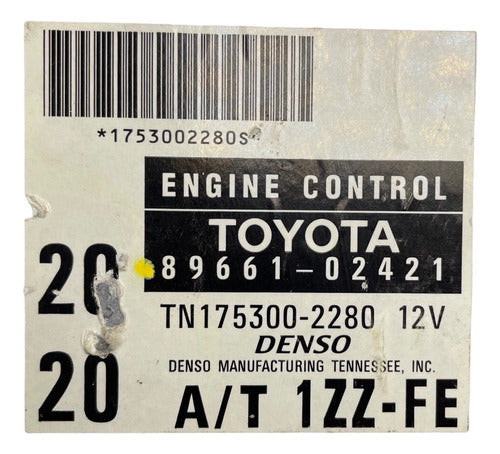 *1753002280S*
ENGINE CONTROL
TOYOTA
20 89661-02421
TN175300-2280 12V
DENSO
DENSO MANUFACTURING TENNESSEE, INC.
20 A/T 1ZZ-FE